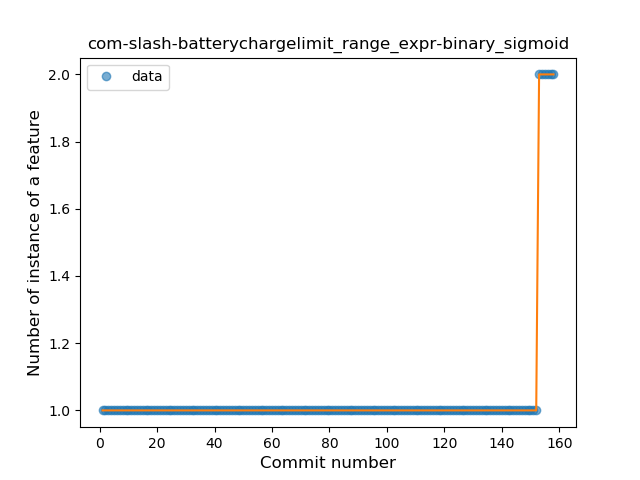 com-slash-batterychargelimit_range_expr-binary_sigmoid
data
Number of instance of a feature
2.0
1.8
1.6
1.4
1.2
1.0
0 20 40 60 80 100 120 140 160
Commit number